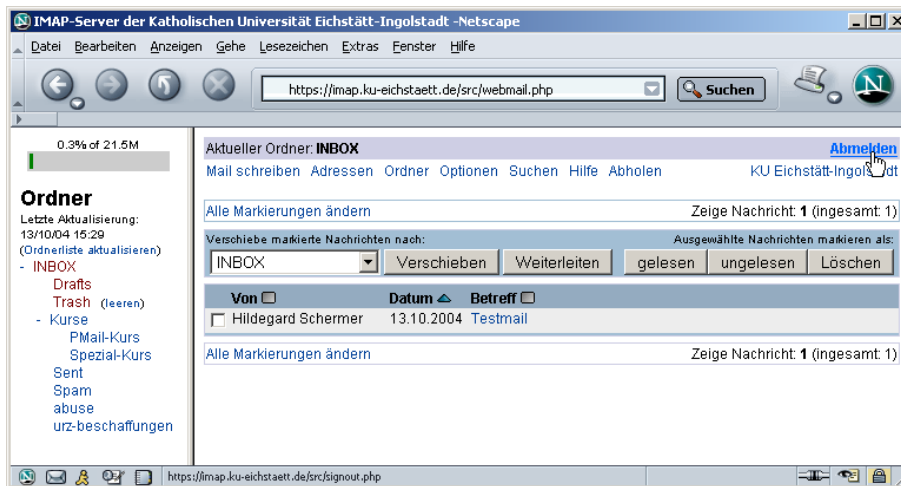 IMAP-Server der Katholischen Universität Eichstätt-Ingolstadt -Netscape
Datei Bearbeiten Anzeigen Gehe Lesezeichen Extras Fenster Hilfe
https://imap.ku-eichstaett.de/src/webmail.php Suchen N
0.3% of 21.5M
Ordner
Letzte Aktualisierung:
13/10/04 15:29
(Ordnerliste aktualisieren)
- INBOX
Drafts
Trash (leeren)
- Kurse
PMail-Kurs
Spezial-Kurs
Sent
Spam
abuse
urz-beschaffungen
Aktueller Ordner: INBOX Abmelden
Mail schreiben Adressen Ordner Optionen Suchen Hilfe Abholen KU Eichstätt-Ingolstadt
Alle Markierungen ändern Zeige Nachricht: 1 (ingesamt: 1)
Verschiebe markierte Nachrichten nach: Ausgewählte Nachrichten markieren als:
INBOX Verschieben Weiterleiten gelesen ungelesen Löschen
Von Datum Betreff
Hildegard Schermer 13.10.2004 Testmail
Alle Markierungen ändern Zeige Nachricht: 1 (ingesamt: 1)
https://imap.ku-eichstaett.de/src/signout.php